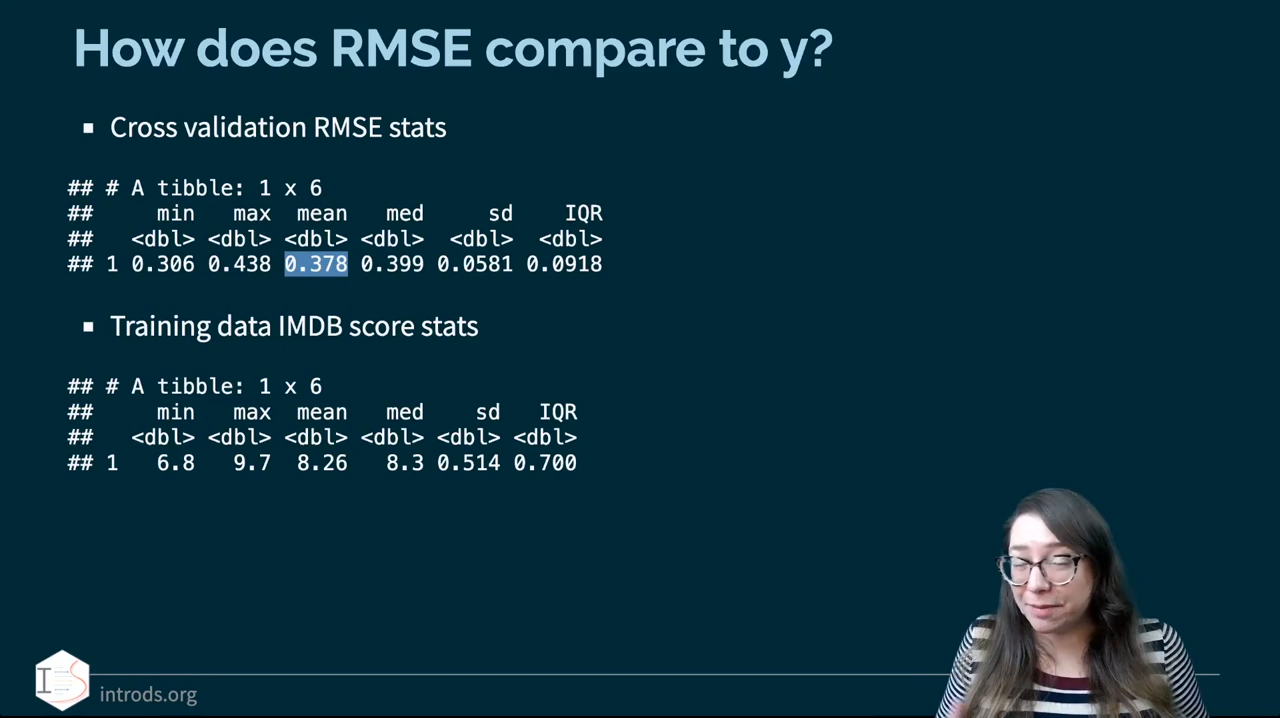 How does RMSE compare to y?
▪ Cross validation RMSE stats
## # A tibble: 1 x 6
##     min   max  mean   med     sd    IQR
##   <dbl> <dbl> <dbl> <dbl>  <dbl>  <dbl>
## 1 0.306 0.438 0.378 0.399 0.0581 0.0918
▪ Training data IMDB score stats
## # A tibble: 1 x 6
##     min   max  mean   med    sd   IQR
##   <dbl> <dbl> <dbl> <dbl> <dbl> <dbl>
## 1   6.8   9.7  8.26   8.3 0.514 0.700
IDS
introds.org